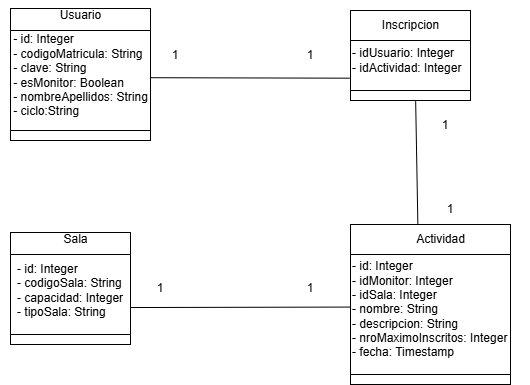 Usuario
- id: Integer
- codigoMatricula: String
- clave: String
- esMonitor: Boolean
- nombreApellidos: String
- ciclo:String
1
1
Inscripcion
- idUsuario: Integer
- idActividad: Integer
1
1
Sala
- id: Integer
- codigoSala: String
- capacidad: Integer
- tipoSala: String
1
1
Actividad
- id: Integer
- idMonitor: Integer
- idSala: Integer
- nombre: String
- descripcion: String
- nroMaximoInscritos: Integer
- fecha: Timestamp